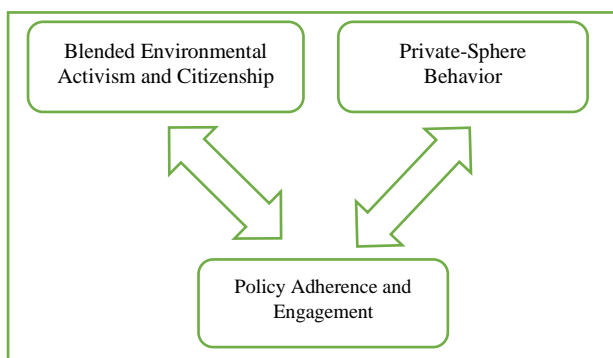 Blended Environmental
Activism and Citizenship
Private-Sphere
Behavior
Policy Adherence and
Engagement